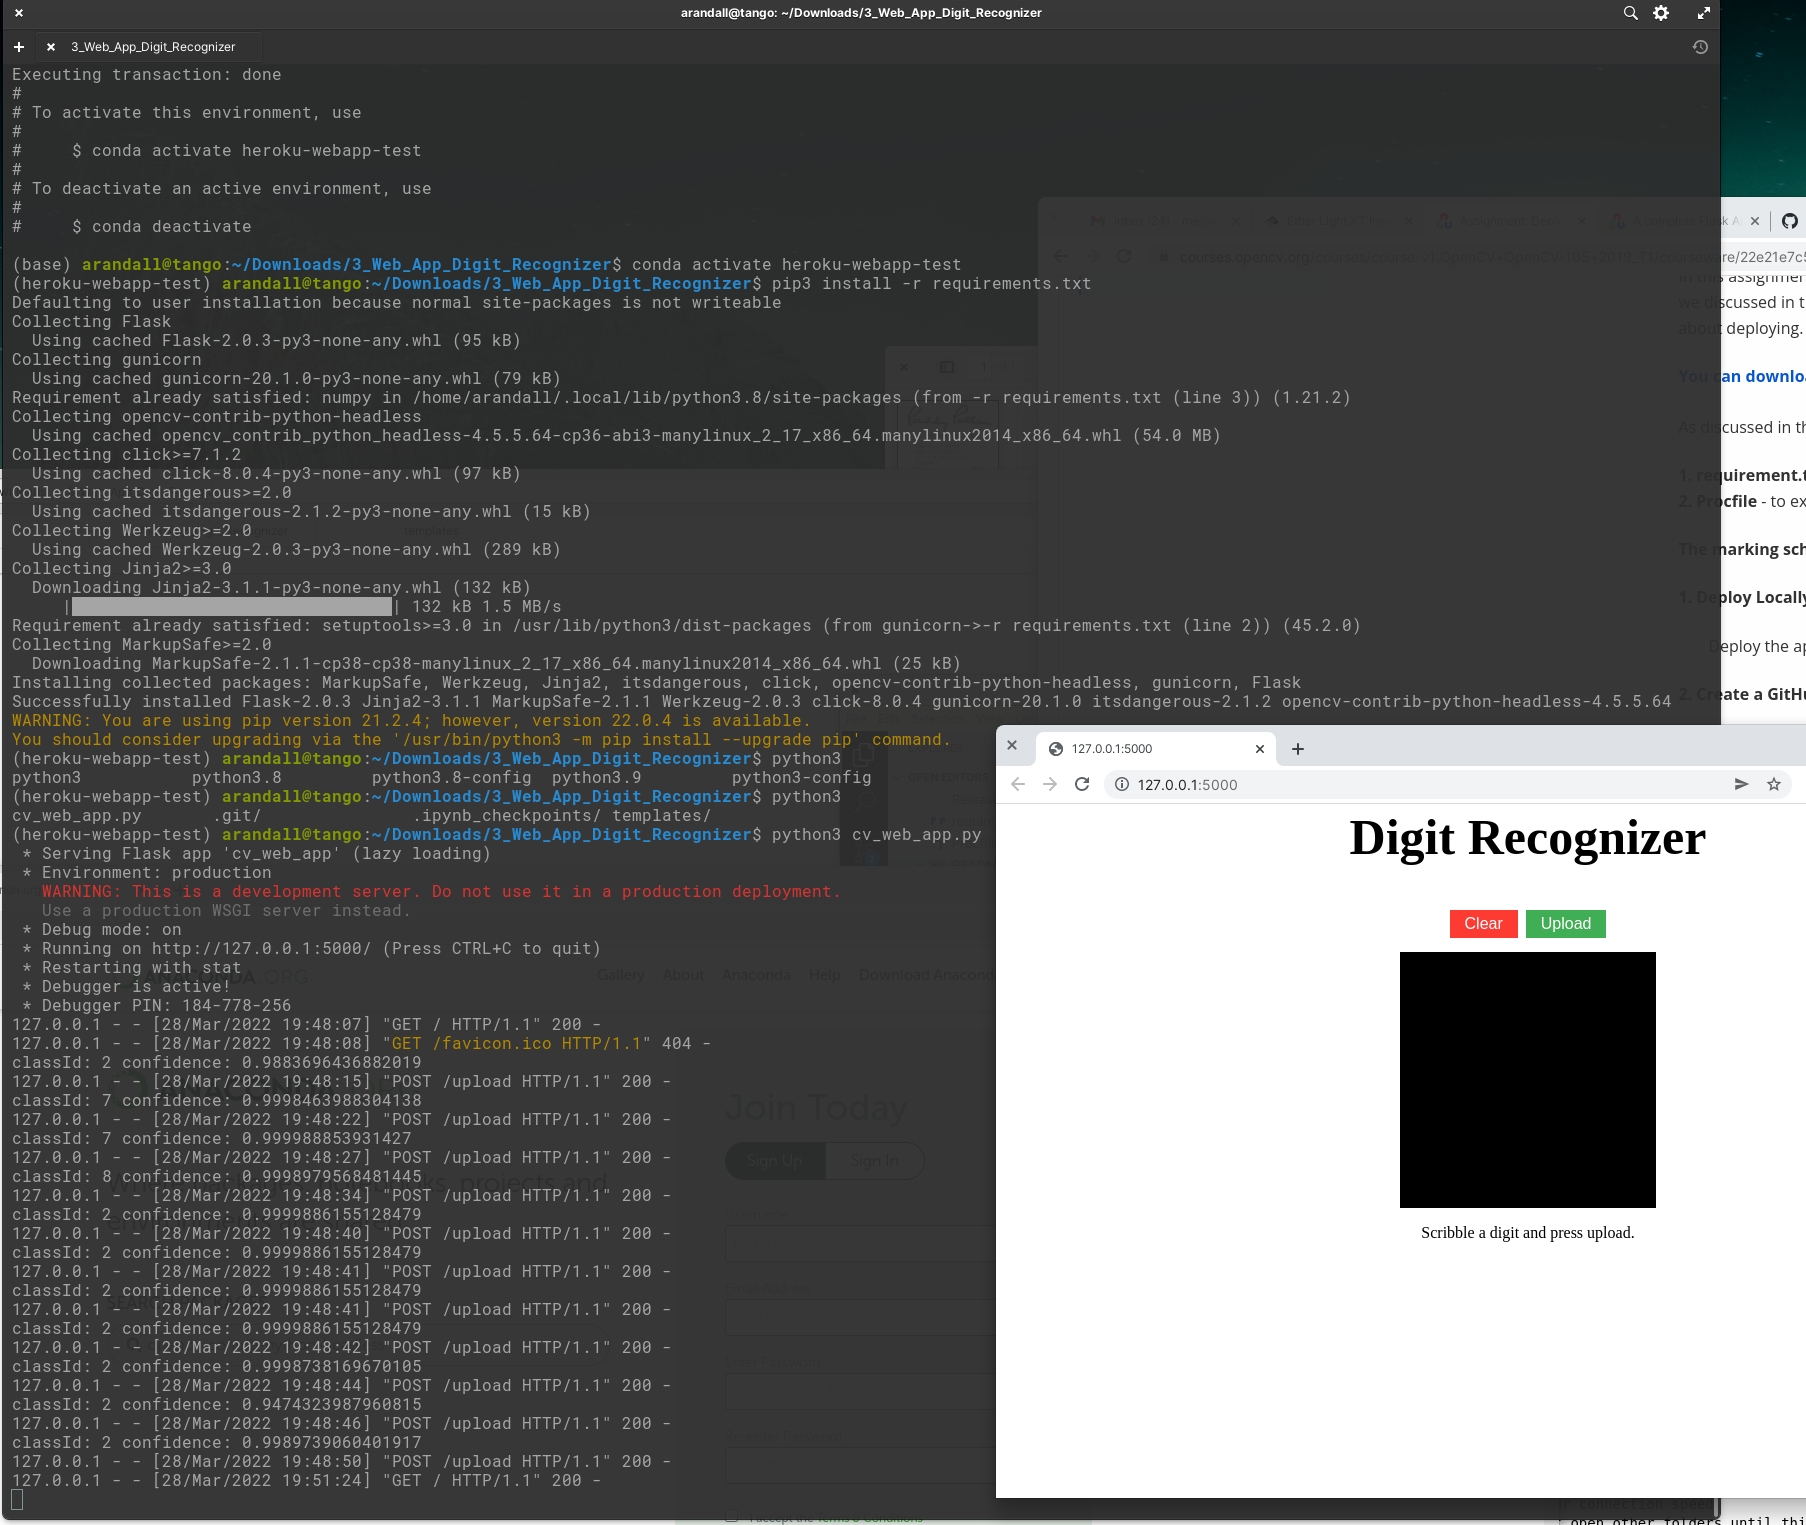 arandall@tango: ~/Downloads/3_Web_App_Digit_Recognizer
3_Web_App_Digit_Recognizer
Executing transaction: done
#
# To activate this environment, use
#
#     $ conda activate heroku-webapp-test
#
# To deactivate an active environment, use
#
#     $ conda deactivate
(base) arandall@tango:~/Downloads/3_Web_App_Digit_Recognizer$ conda activate heroku-webapp-test
(heroku-webapp-test) arandall@tango:~/Downloads/3_Web_App_Digit_Recognizer$ pip3 install -r requirements.txt
Defaulting to user installation because normal site-packages is not writeable
Collecting Flask
  Using cached Flask-2.0.3-py3-none-any.whl (95 kB)
Collecting gunicorn
  Using cached gunicorn-20.1.0-py3-none-any.whl (79 kB)
Requirement already satisfied: numpy in /home/arandall/.local/lib/python3.8/site-packages (from -r requirements.txt (line 3)) (1.21.2)
Collecting opencv-contrib-python-headless
  Using cached opencv_contrib_python_headless-4.5.5.64-cp36-abi3-manylinux_2_17_x86_64.manylinux2014_x86_64.whl (54.0 MB)
Collecting click>=7.1.2
  Using cached click-8.0.4-py3-none-any.whl (97 kB)
Collecting itsdangerous>=2.0
  Using cached itsdangerous-2.1.2-py3-none-any.whl (15 kB)
Collecting Werkzeug>=2.0
  Using cached Werkzeug-2.0.3-py3-none-any.whl (289 kB)
Collecting Jinja2>=3.0
  Downloading Jinja2-3.1.1-py3-none-any.whl (132 kB)
     |████████████████████████████████| 132 kB 1.5 MB/s
Requirement already satisfied: setuptools>=3.0 in /usr/lib/python3/dist-packages (from gunicorn->-r requirements.txt (line 2)) (45.2.0)
Collecting MarkupSafe>=2.0
  Downloading MarkupSafe-2.1.1-cp38-cp38-manylinux_2_17_x86_64.manylinux2014_x86_64.whl (25 kB)
Installing collected packages: MarkupSafe, Werkzeug, Jinja2, itsdangerous, click, opencv-contrib-python-headless, gunicorn, Flask
Successfully installed Flask-2.0.3 Jinja2-3.1.1 MarkupSafe-2.1.1 Werkzeug-2.0.3 click-8.0.4 gunicorn-20.1.0 itsdangerous-2.1.2 opencv-contrib-python-headless-4.5.5.64
WARNING: You are using pip version 21.2.4; however, version 22.0.4 is available.
You should consider upgrading via the '/usr/bin/python3 -m pip install --upgrade pip' command.
(heroku-webapp-test) arandall@tango:~/Downloads/3_Web_App_Digit_Recognizer$ python3
python3           python3.8         python3.8-config  python3.9         python3-config
(heroku-webapp-test) arandall@tango:~/Downloads/3_Web_App_Digit_Recognizer$ python3
cv_web_app.py       .git/               .ipynb_checkpoints/ templates/
(heroku-webapp-test) arandall@tango:~/Downloads/3_Web_App_Digit_Recognizer$ python3 cv_web_app.py
 * Serving Flask app 'cv_web_app' (lazy loading)
 * Environment: production
   WARNING: This is a development server. Do not use it in a production deployment.
   Use a production WSGI server instead.
 * Debug mode: on
 * Running on http://127.0.0.1:5000/ (Press CTRL+C to quit)
 * Restarting with stat
 * Debugger is active!
 * Debugger PIN: 184-778-256
127.0.0.1 - - [28/Mar/2022 19:48:07] "GET / HTTP/1.1" 200 -
127.0.0.1 - - [28/Mar/2022 19:48:08] "GET /favicon.ico HTTP/1.1" 404 -
classId: 2 confidence: 0.9883696436882019
127.0.0.1 - - [28/Mar/2022 19:48:15] "POST /upload HTTP/1.1" 200 -
classId: 7 confidence: 0.9998463988304138
127.0.0.1 - - [28/Mar/2022 19:48:22] "POST /upload HTTP/1.1" 200 -
classId: 7 confidence: 0.999988853931427
127.0.0.1 - - [28/Mar/2022 19:48:27] "POST /upload HTTP/1.1" 200 -
classId: 8 confidence: 0.9998979568481445
127.0.0.1 - - [28/Mar/2022 19:48:34] "POST /upload HTTP/1.1" 200 -
classId: 2 confidence: 0.9999886155128479
127.0.0.1 - - [28/Mar/2022 19:48:40] "POST /upload HTTP/1.1" 200 -
classId: 2 confidence: 0.9999886155128479
127.0.0.1 - - [28/Mar/2022 19:48:41] "POST /upload HTTP/1.1" 200 -
classId: 2 confidence: 0.9999886155128479
127.0.0.1 - - [28/Mar/2022 19:48:41] "POST /upload HTTP/1.1" 200 -
classId: 2 confidence: 0.9999886155128479
127.0.0.1 - - [28/Mar/2022 19:48:42] "POST /upload HTTP/1.1" 200 -
classId: 2 confidence: 0.9998738169670105
127.0.0.1 - - [28/Mar/2022 19:48:44] "POST /upload HTTP/1.1" 200 -
classId: 2 confidence: 0.9474323987960815
127.0.0.1 - - [28/Mar/2022 19:48:46] "POST /upload HTTP/1.1" 200 -
classId: 2 confidence: 0.9989739060401917
127.0.0.1 - - [28/Mar/2022 19:48:50] "POST /upload HTTP/1.1" 200 -
127.0.0.1 - - [28/Mar/2022 19:51:24] "GET / HTTP/1.1" 200 -
In this assignmen
we discussed in t
about deploying.
You can downlo
As discussed in th
1. requirement.t
2. Procfile - to ex
The marking sch
1. Deploy Locally
Deploy the ap
2. Create a GitHu
127.0.0.1:5000
127.0.0.1:5000
Digit Recognizer
Clear
Upload
Scribble a digit and press upload.
Gallery About Anaconda Help Download Anaconda
Join Today
Sign Up
Sign In
connection speed
open other folders until thi